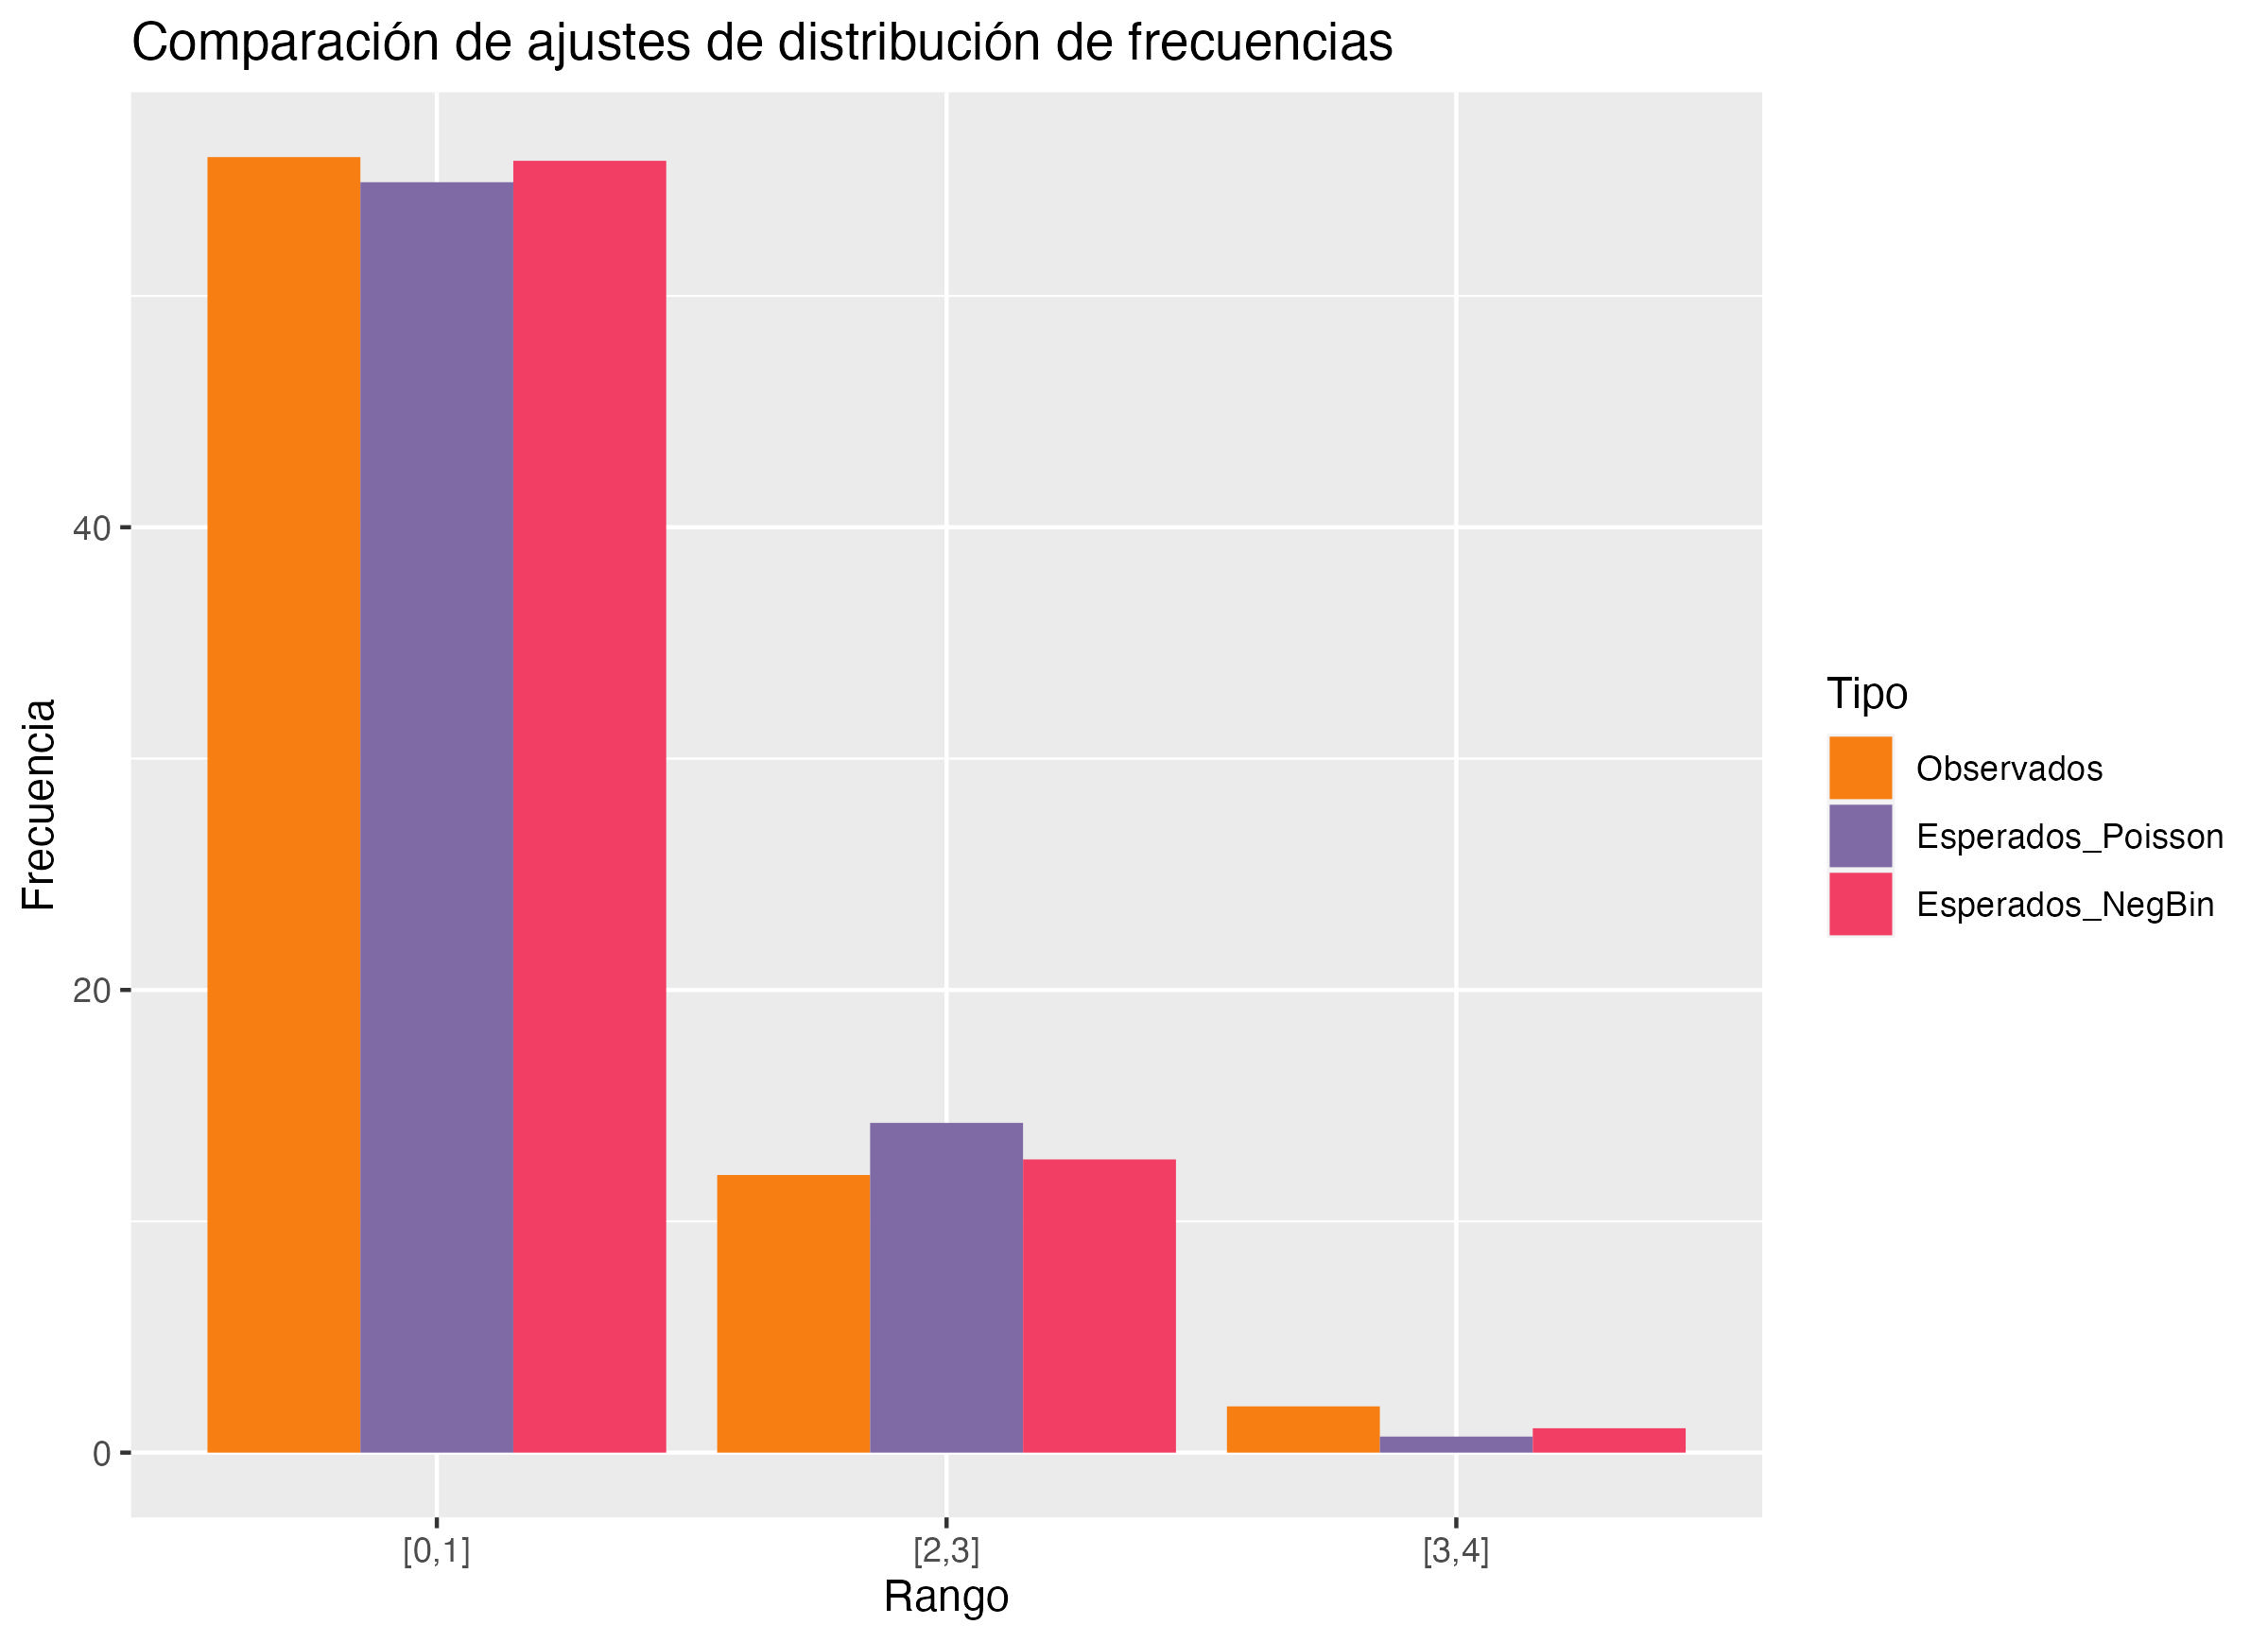 Comparación de ajustes de distribución de frecuencias
Frecuencia
40
20
0
[0,1]
[2,3]
[3,4]
Rango
Tipo
Observados
Esperados_Poisson
Esperados_NegBin